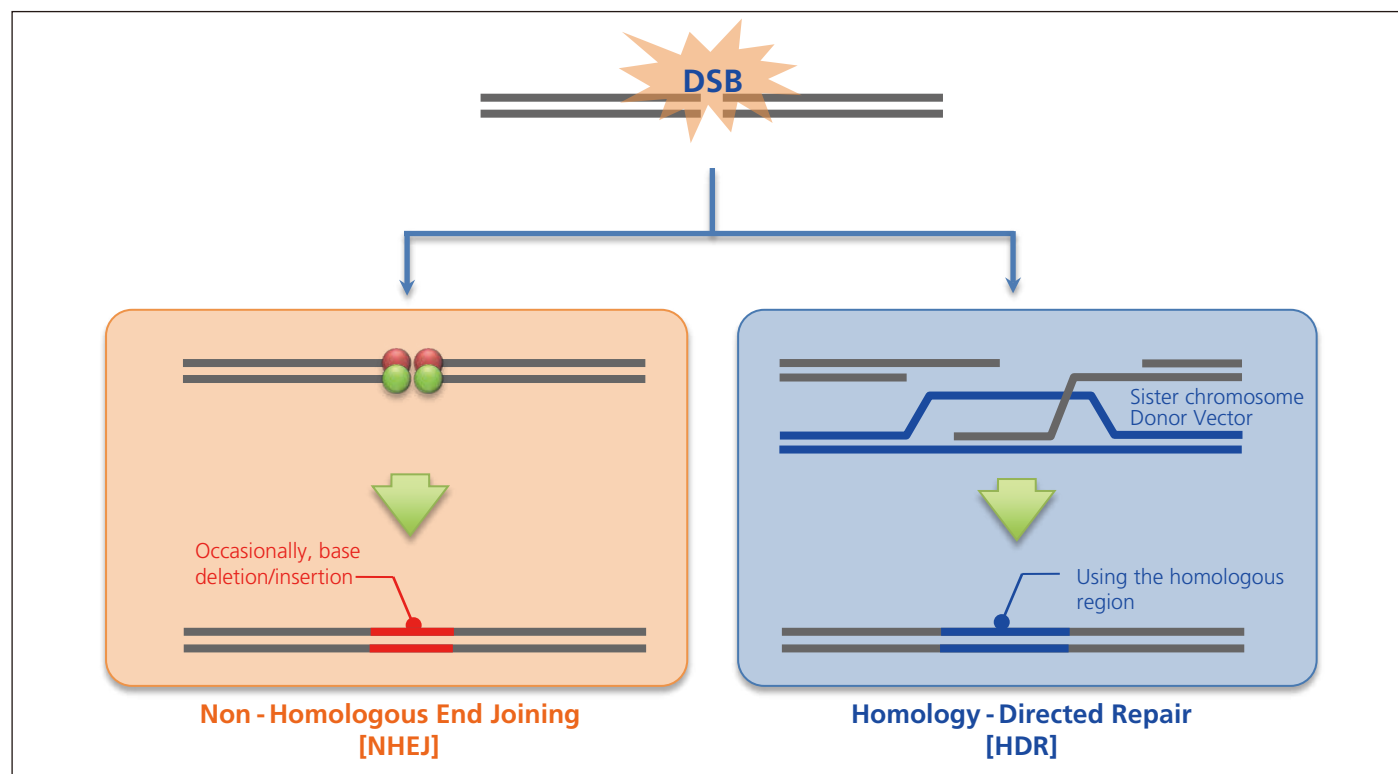 DSB
Sister chromosome
Donor Vector
Occasionally, base
deletion/insertion
Using the homologous
region
Non - Homologous End Joining
[NHEJ]
Homology - Directed Repair
[HDR]